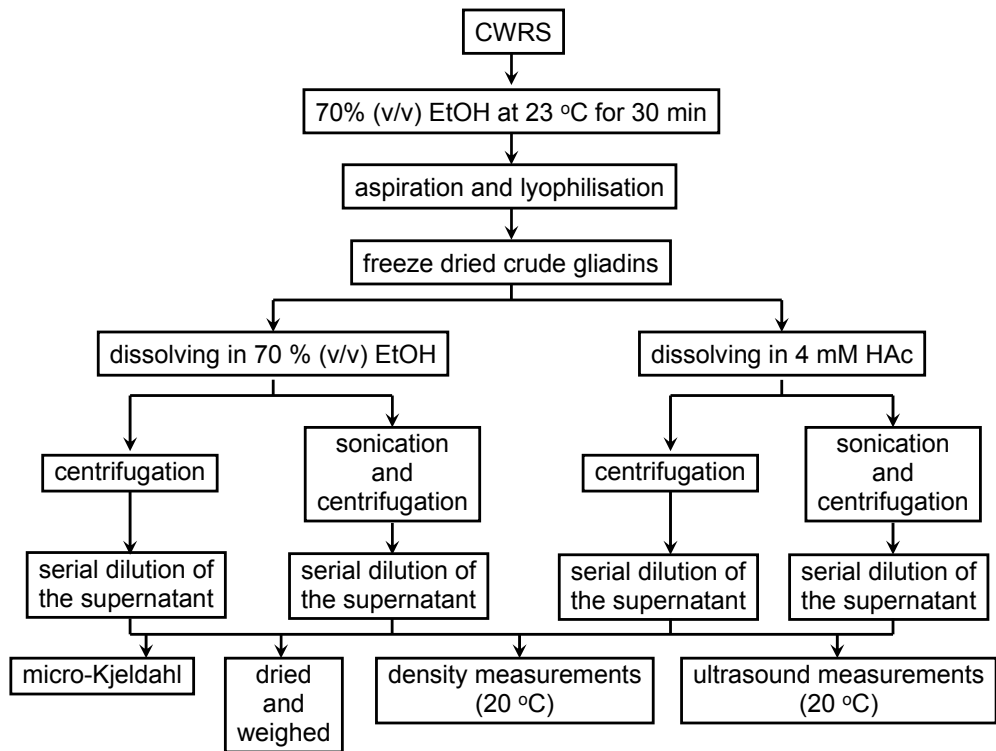 CWRS
70% (v/v) EtOH at 23 °C for 30 min
aspiration and lyophilisation
freeze dried crude gliadins
dissolving in 70 % (v/v) EtOH
dissolving in 4 mM HAc
centrifugation
sonication
and
centrifugation
centrifugation
sonication
and
centrifugation
serial dilution of
the supernatant
serial dilution of
the supernatant
serial dilution of
the supernatant
serial dilution of
the supernatant
micro-Kjeldahl
dried
and
weighed
density measurements
(20 °C)
ultrasound measurements
(20 °C)